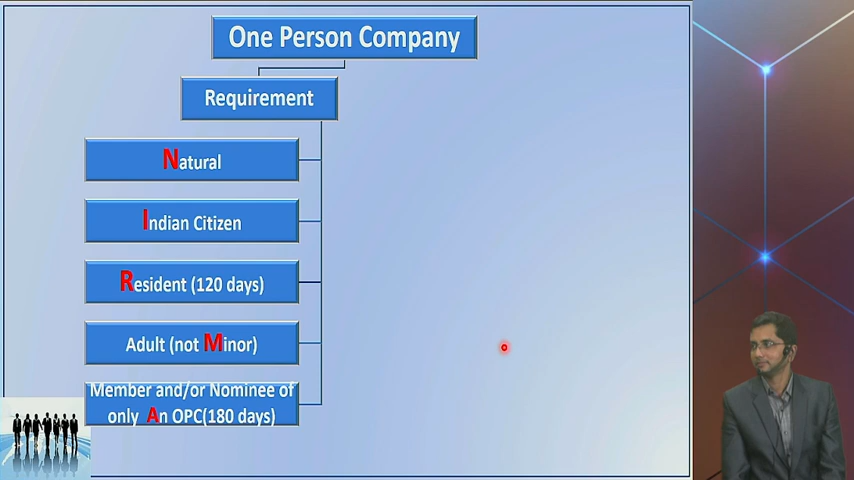 One Person Company
Requirement
Natural
Indian Citizen
Resident (120 days)
Adult (not Minor)
Member and/or Nominee of
only An OPC(180 days)